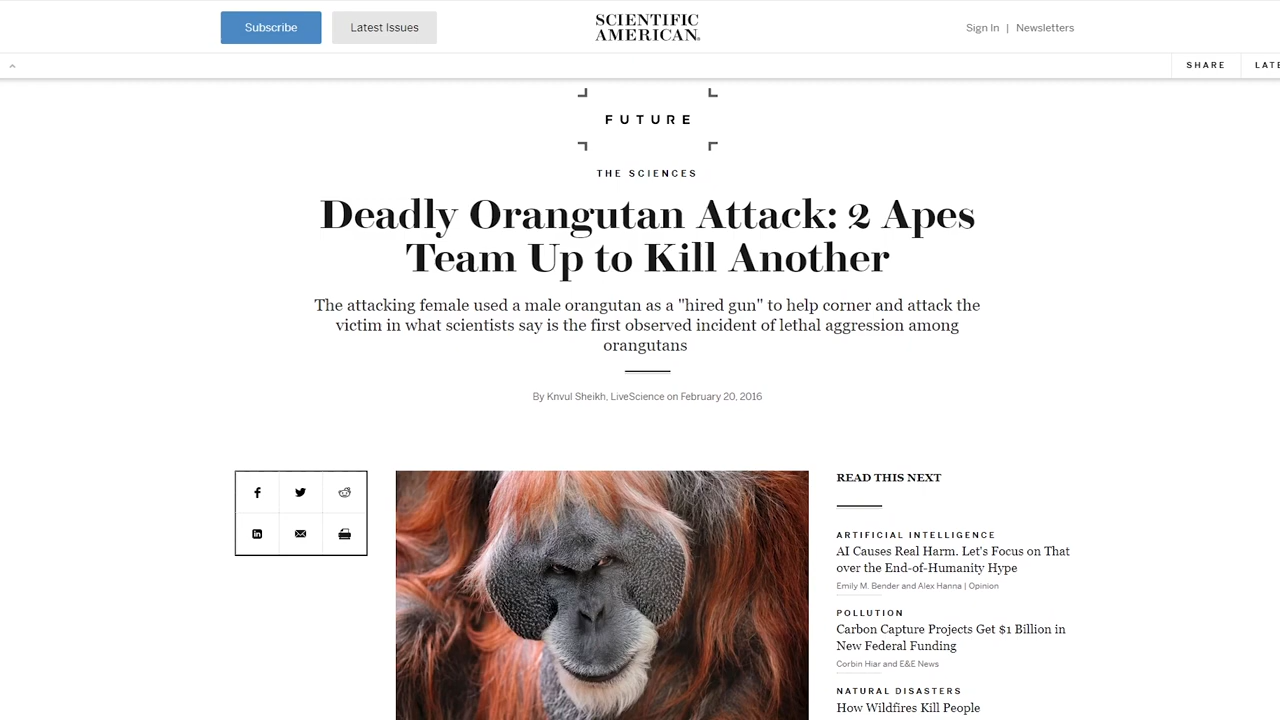 Subscribe
Latest Issues
SCIENTIFIC
AMERICAN®
Sign In | Newsletters
SHARE
LATE
FUTURE
THE SCIENCES
Deadly Orangutan Attack: 2 Apes
Team Up to Kill Another
The attacking female used a male orangutan as a "hired gun" to help corner and attack the
victim in what scientists say is the first observed incident of lethal aggression among
orangutans
By Knvul Sheikh, LiveScience on February 20, 2016
READ THIS NEXT
ARTIFICIAL INTELLIGENCE
AI Causes Real Harm. Let's Focus on That
over the End-of-Humanity Hype
Emily M. Bender and Alex Hanna | Opinion
POLLUTION
Carbon Capture Projects Get $1 Billion in
New Federal Funding
Corbin Hiar and E&E News
NATURAL DISASTERS
How Wildfires Kill People